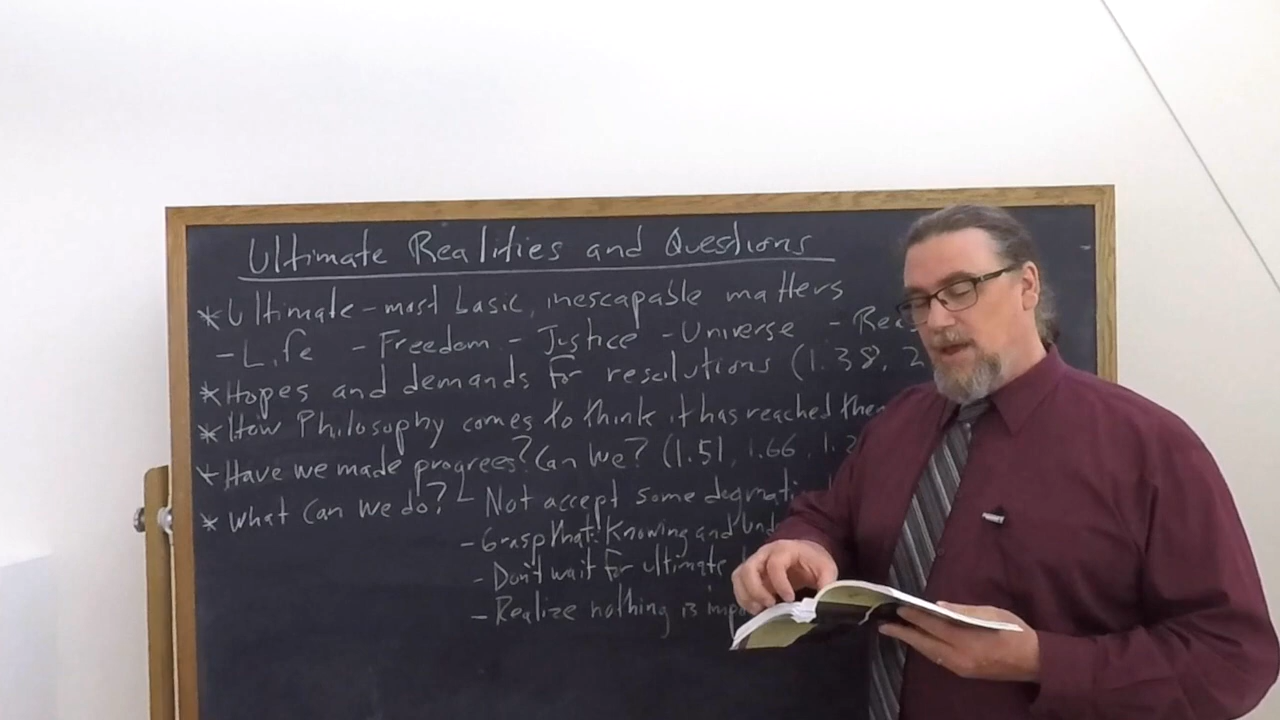 Ultimate Realities and Questions
* Ultimate - most basic, inescapable matters
- Life - Freedom - Justice - Universe - Rea
* Hopes and demands for resolutions (1.38, 2
* How Philosophy comes to think it has reached them
* Have we made progress? Can we? (1.51, 1.66, 1.2
* What Can We do? - Not accept some dogmati
- Grasp that: Knowing and Und
- Don't wait for ultimate
- Realize nothing is imp